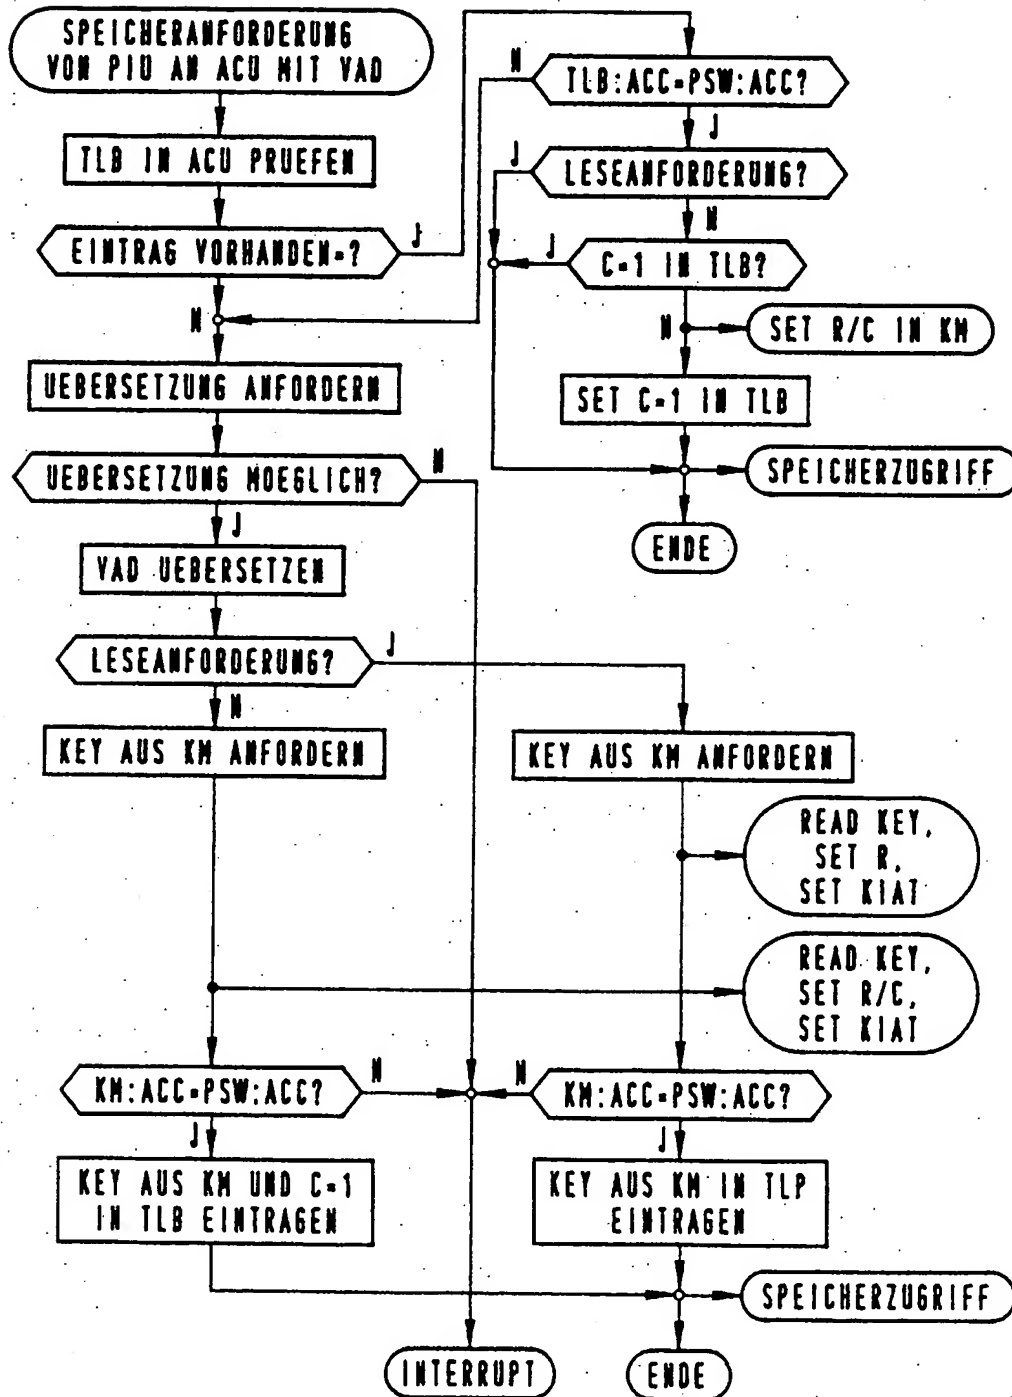 SPEICHERANFORDERUNG
VON PIU AN ACU MIT VAD
TLB IN ACU PRUEFEN
EINTRAG VORHANDEN=?
J
N
UEBERSETZUNG ANFORDERN
UEBERSETZUNG MOEGLICH?
N
J
VAD UEBERSETZEN
LESEANFORDERUNG?
J
N
KEY AUS KM ANFORDERN
KM:ACC=PSW:ACC?
N
J
KEY AUS KM UND C=1
IN TLB EINTRAGEN
INTERRUPT
N
TLB:ACC=PSW:ACC?
J
J
LESEANFORDERUNG?
N
J
C=1 IN TLB?
N
SET R/C IN KM
SET C=1 IN TLB
SPEICHERZUGRIFF
ENDE
KEY AUS KM ANFORDERN
READ KEY,
SET R,
SET KIAT
READ KEY,
SET R/C,
SET KIAT
N
KM:ACC=PSW:ACC?
J
KEY AUS KM IN TLP
EINTRAGEN
SPEICHERZUGRIFF
ENDE